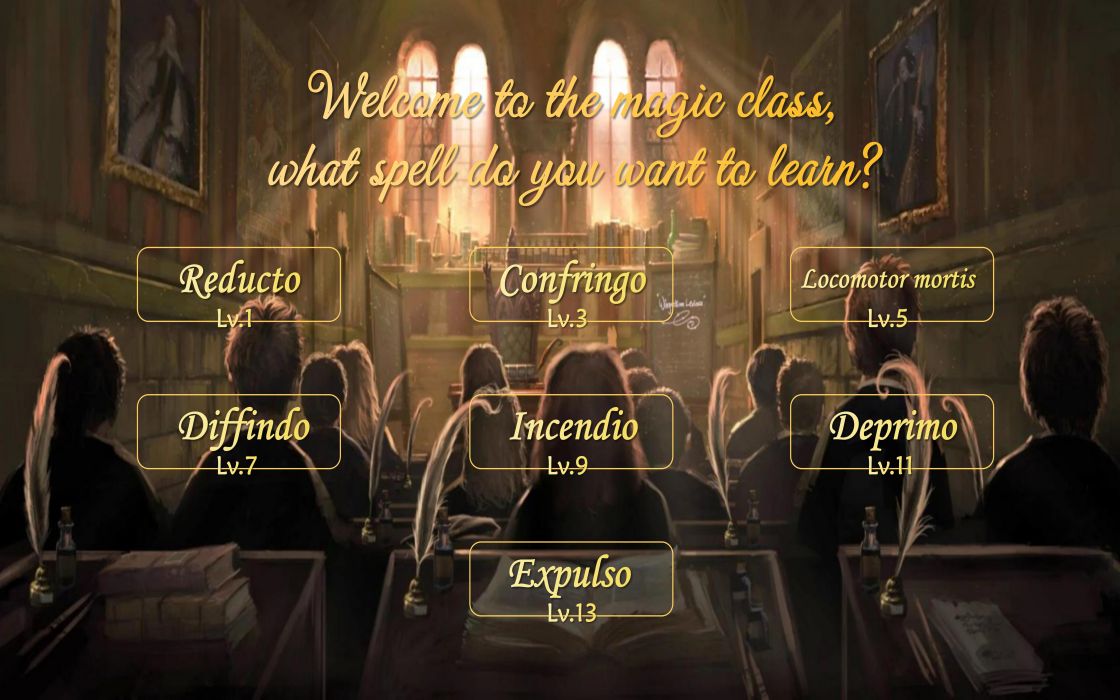 Welcome to the magic class,
what spell do you want to learn?
Reducto
Lv.1
Confringo
Lv.3
Locomotor mortis
Lv.5
Diffindo
Lv.7
Incendio
Lv.9
Deprimo
Lv.11
Expulso
Lv.13